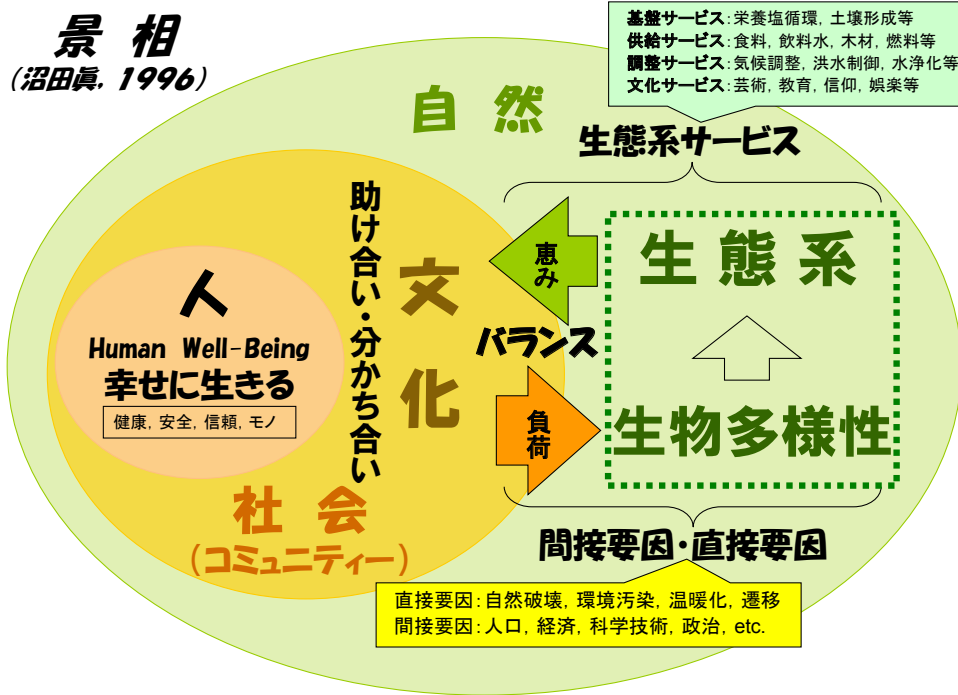 景 相
(沼田眞, 1996)
基盤サービス:栄養塩循環, 土壌形成等
供給サービス:食料, 飲料水, 木材, 燃料等
調整サービス:気候調整, 洪水制御, 水浄化等
文化サービス:芸術, 教育, 信仰, 娯楽等
自 然
生態系サービス
助け合い・分かち合い
文化
恵み
生 態 系
人
Human Well-Being
幸せに生きる
健康, 安全, 信頼, モノ
バランス
負荷
生物多様性
社 会
(コミュニティー)
間接要因・直接要因
直接要因:自然破壊, 環境汚染, 温暖化, 遷移
間接要因:人口, 経済, 科学技術, 政治, etc.